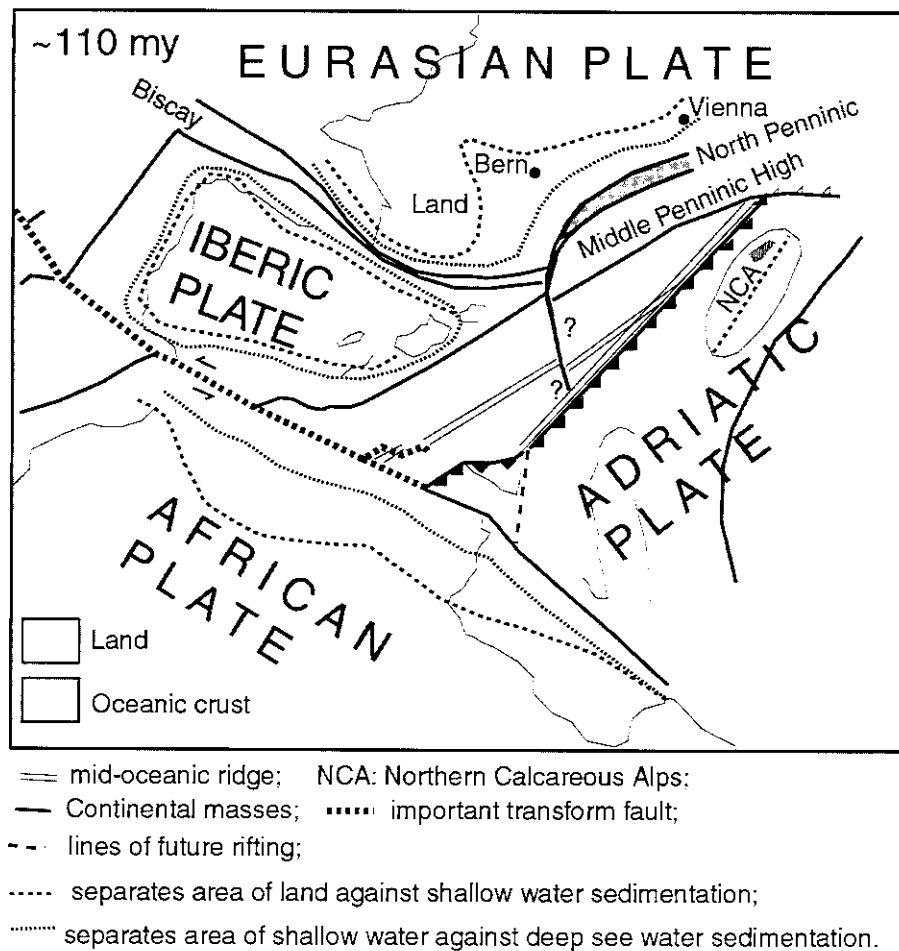 ~110 my
EURASIAN PLATE
Biscay
Vienna
North Penninic
Bern
Middle Penninic High
Land
IBERIC
PLATE
NCA
?
?
ADRIATIC
PLATE
AFRICAN
PLATE
Land
Oceanic crust
mid-oceanic ridge; NCA: Northern Calcareous Alps;
Continental masses; important transform fault;
lines of future rifting;
separates area of land against shallow water sedimentation;
separates area of shallow water against deep see water sedimentation.